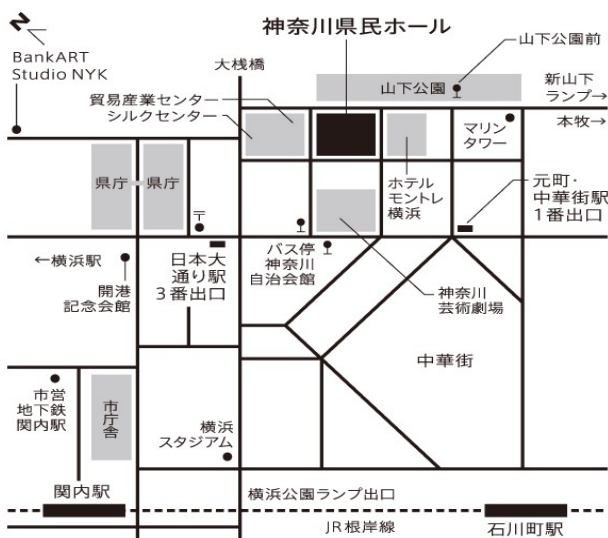 N
BankART
Studio NYK
大桟橋
神奈川県民ホール
山下公園前
山下公園
新山下
ランプ→
本牧→
貿易産業センター
シルクセンター
マリン
タワー
県庁
県庁
ホテル
モントレ
横浜
元町・
中華街駅
1番出口
〒
←横浜駅
開港
記念会館
日本大
通り駅
3番出口
バス停
神奈川
自治会館
神奈川
芸術劇場
中華街
市営
地下鉄
関内駅
市庁舎
横浜
スタジアム
関内駅
横浜公園ランプ出口
JR根岸線
石川町駅